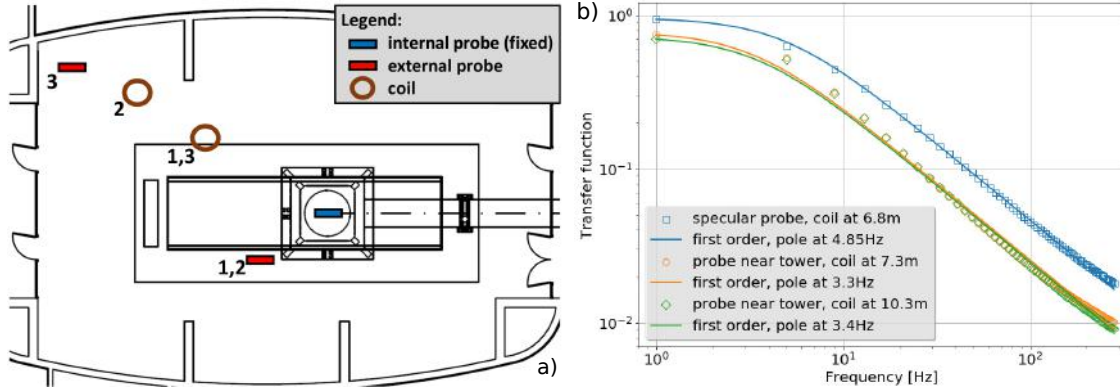 Legend:
internal probe (fixed)
external probe
coil
3
2
1,3
1,2
a)
b)
Transfer function
10⁰
10⁻¹
10⁻²
specular probe, coil at 6.8m
first order, pole at 4.85Hz
probe near tower, coil at 7.3m
first order, pole at 3.3Hz
probe near tower, coil at 10.3m
first order, pole at 3.4Hz
10⁰ 10¹ 10²
Frequency [Hz]